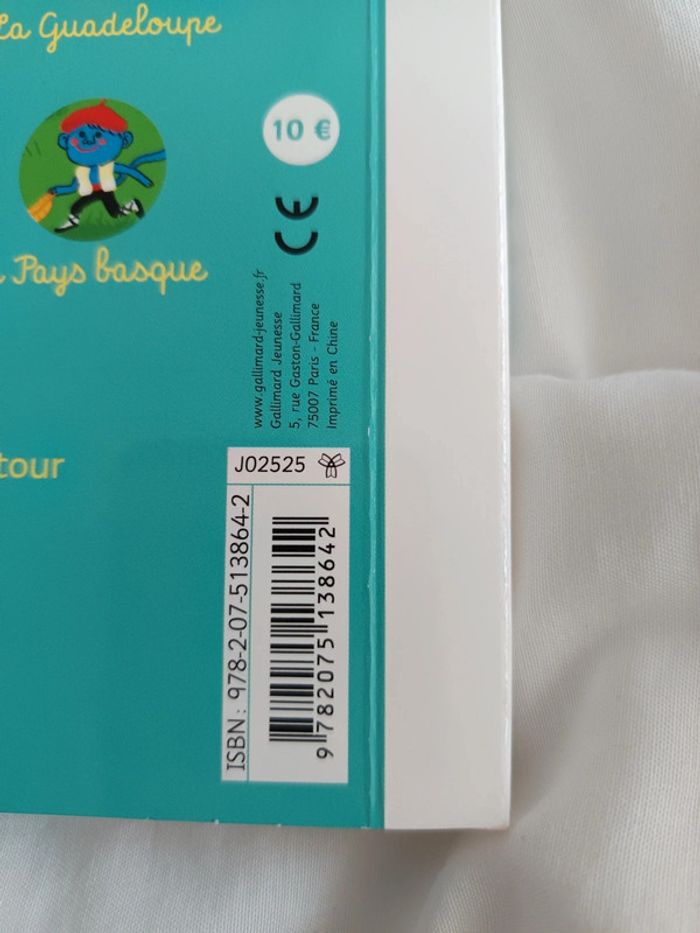 La Guadeloupe
10 €
CE
Pays basque
www.gallimard-jeunesse.fr
Gallimard Jeunesse
5, rue Gaston-Gallimard
75007 Paris - France
Imprimé en Chine
tour
J02525
ISBN: 978-2-07-513864-2
9 782075 138642